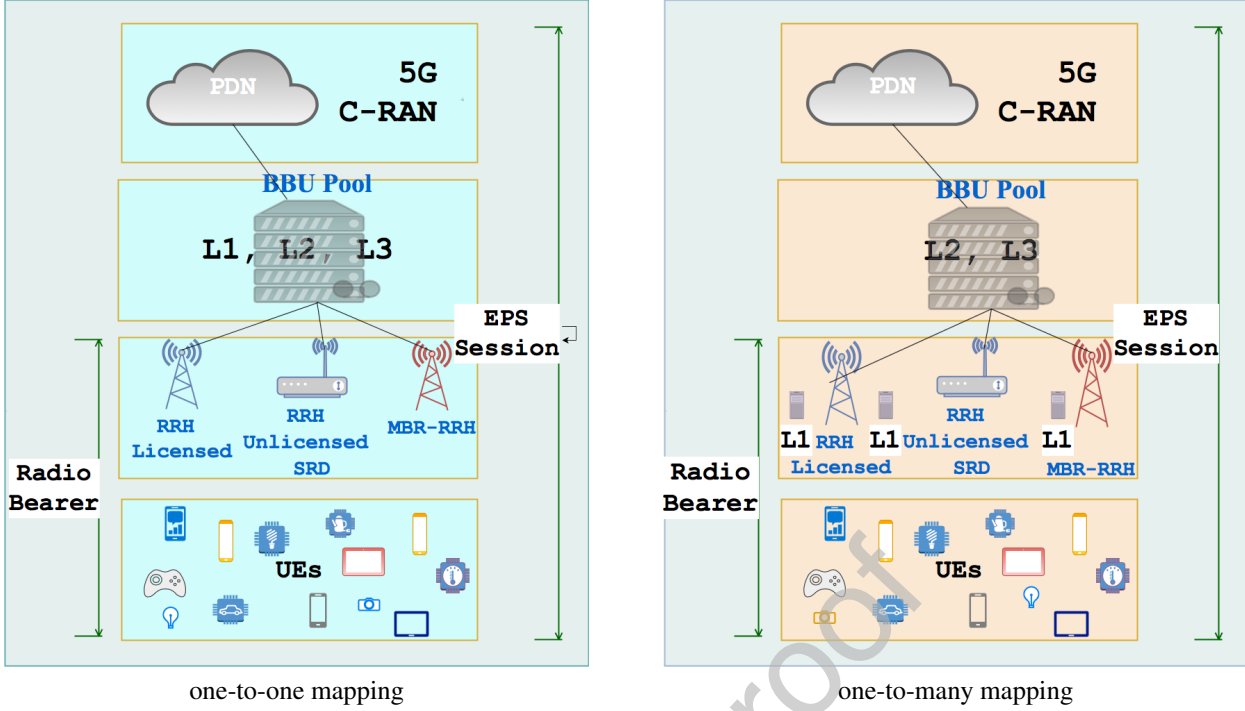 PDN
5G
C-RAN
BBU Pool
L1, L2, L3
EPS
Session
RRH
Licensed
RRH
Unlicensed
SRD
MBR-RRH
Radio
Bearer
UEs
one-to-one mapping
PDN
5G
C-RAN
BBU Pool
L2, L3
EPS
Session
L1
RRH
Licensed
L1
RRH
Unlicensed
SRD
L1
MBR-RRH
Radio
Bearer
UEs
one-to-many mapping
roof